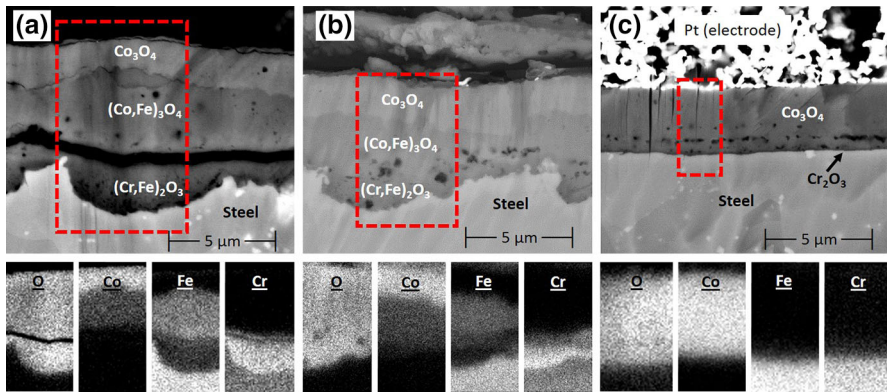 (a)
Co₃O₄
(Co,Fe)₃O₄
(Cr,Fe)₂O₃
Steel
5 µm
(b)
Co₃O₄
(Co,Fe)₃O₄
(Cr,Fe)₂O₃
Steel
5 µm
(c)
Pt (electrode)
Co₃O₄
Cr₂O₃
Steel
5 µm
O Co Fe Cr
O Co Fe Cr
O Co Fe Cr